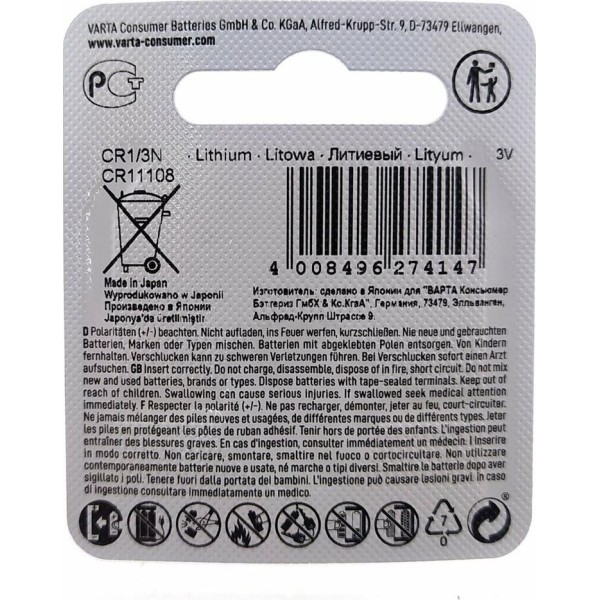 VARTA Consumer Batteries GmbH & Co. KGaA, Alfred-Krupp-Str. 9, D-73479 Ellwangen,
www.varta-consumer.com
CR1/3N · Lithium · Litowa · Литиевый · Lityum · 3V
CR11108
4 008496 274147
Made in Japan
Wyprodukowano w Japonii
Произведено в Японии
Japonya'da üretilmiştir
Изготовитель: сделано в Японии для "ВАРТА Консьюмер
Бэттериз ГмбХ & Ко.КгаА", Германия, 73479, Эллванген,
Альфред-Крупп Штрассе 9.
D Polaritäten (+/-) beachten. Nicht aufladen, ins Feuer werfen, kurzschließen. Nie neue und gebrauchten
Batterien, Marken oder Typen mischen. Batterien mit abgeklebten Polen entsorgen. Von Kindern
fernhalten. Verschlucken kann zu schweren Verletzungen führen. Bei Verschlucken sofort einen Arzt
aufsuchen. GB Insert correctly. Do not charge, disassemble, dispose of in fire, short circuit. Do not mix
new and used batteries, brands or types. Dispose batteries with tape-sealed terminals. Keep out of
reach of children. Swallowing can cause serious injuries. If swallowed seek medical attention
immediately. F Respecter la polarité (+/-). Ne pas recharger, démonter, jeter au feu, court-circuiter.
Ne jamais mélanger des piles neuves et usagées, de différentes marques ou de différents types. Jeter
les piles en protégeant les pôles de ruban adhésif. Tenir hors de portée des enfants. L'ingestion peut
entraîner des blessures graves. En cas d'ingestion, consulter immédiatement un médecin. I Inserire
in modo corretto. Non caricare, smontare, smaltire nel fuoco o cortocircuitare. Non utilizzare
contemporaneamente batterie nuove e usate, né marche o tipi diversi. Smaltire le batterie dopo aver
sigillato i poli. Tenere fuori dalla portata dei bambini. L'ingestione può causare lesioni gravi. in caso
di ingestione consultare immediatamente un medico.
7
0
®